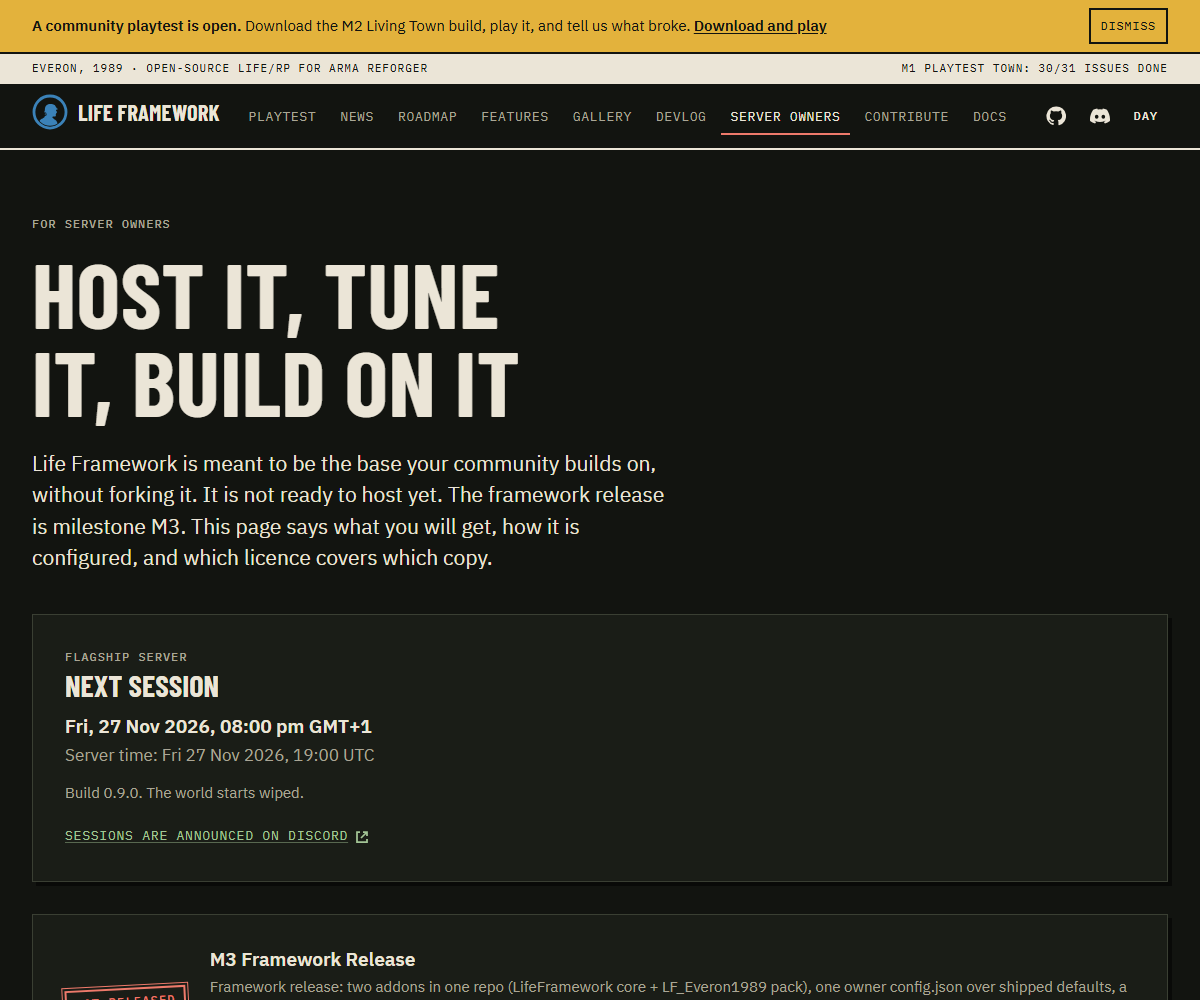 A community playtest is open. Download the M2 Living Town build, play it, and tell us what broke. Download and play
DISMISS
EVERON, 1989 · OPEN-SOURCE LIFE/RP FOR ARMA REFORGER
M1 PLAYTEST TOWN: 30/31 ISSUES DONE
LIFE FRAMEWORK
PLAYTEST
NEWS
ROADMAP
FEATURES
GALLERY
DEVLOG
SERVER OWNERS
CONTRIBUTE
DOCS
DAY
FOR SERVER OWNERS
HOST IT, TUNE
IT, BUILD ON IT
Life Framework is meant to be the base your community builds on,
without forking it. It is not ready to host yet. The framework release
is milestone M3. This page says what you will get, how it is
configured, and which licence covers which copy.
FLAGSHIP SERVER
NEXT SESSION
Fri, 27 Nov 2026, 08:00 pm GMT+1
Server time: Fri 27 Nov 2026, 19:00 UTC
Build 0.9.0. The world starts wiped.
SESSIONS ARE ANNOUNCED ON DISCORD
M3 Framework Release
Framework release: two addons in one repo (LifeFramework core + LF_Everon1989 pack), one owner config.json over shipped defaults, a